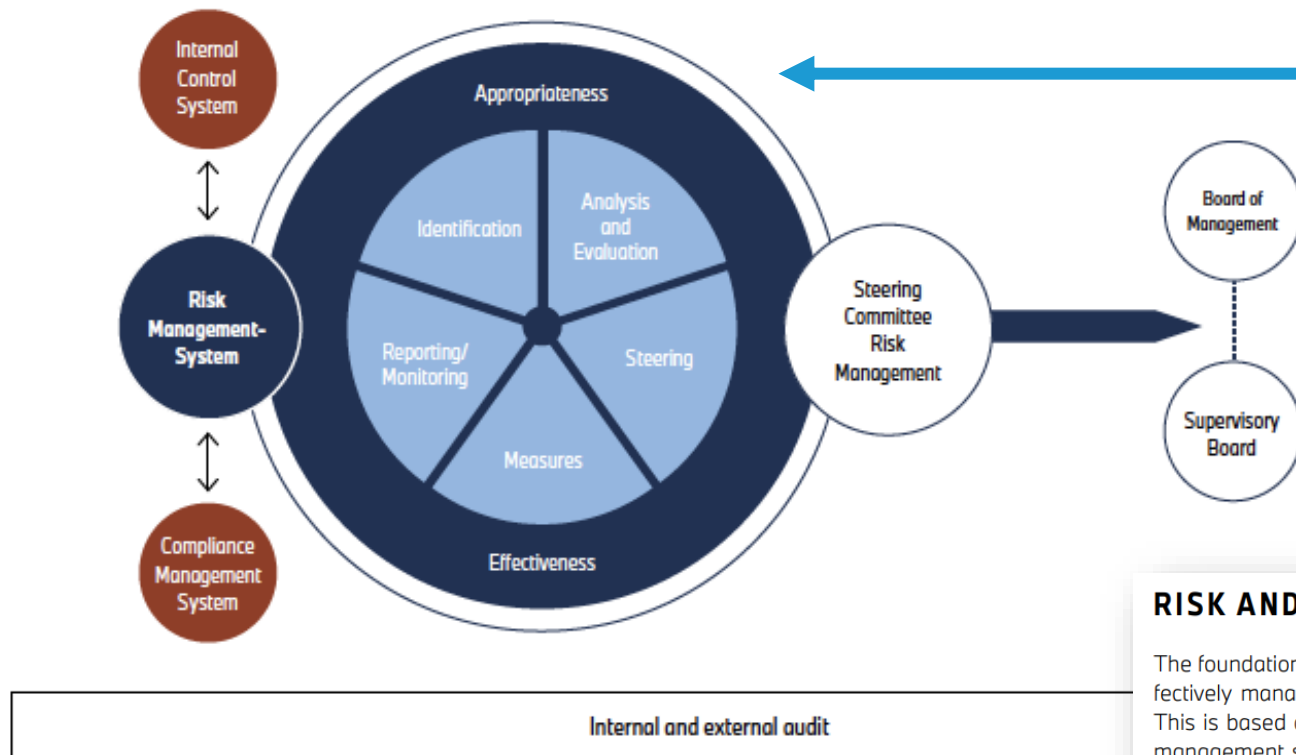 Internal
Control
System
Appropriateness
Identification
Analysis
and
Evaluation
Board of
Management
Risk
Management-
System
Reporting/
Monitoring
Steering
Steering
Committee
Risk
Management
Measures
Supervisory
Board
Compliance
Management
System
Effectiveness
RISK AND
The foundation
fectively mana
This is based
management s
Internal and external audit